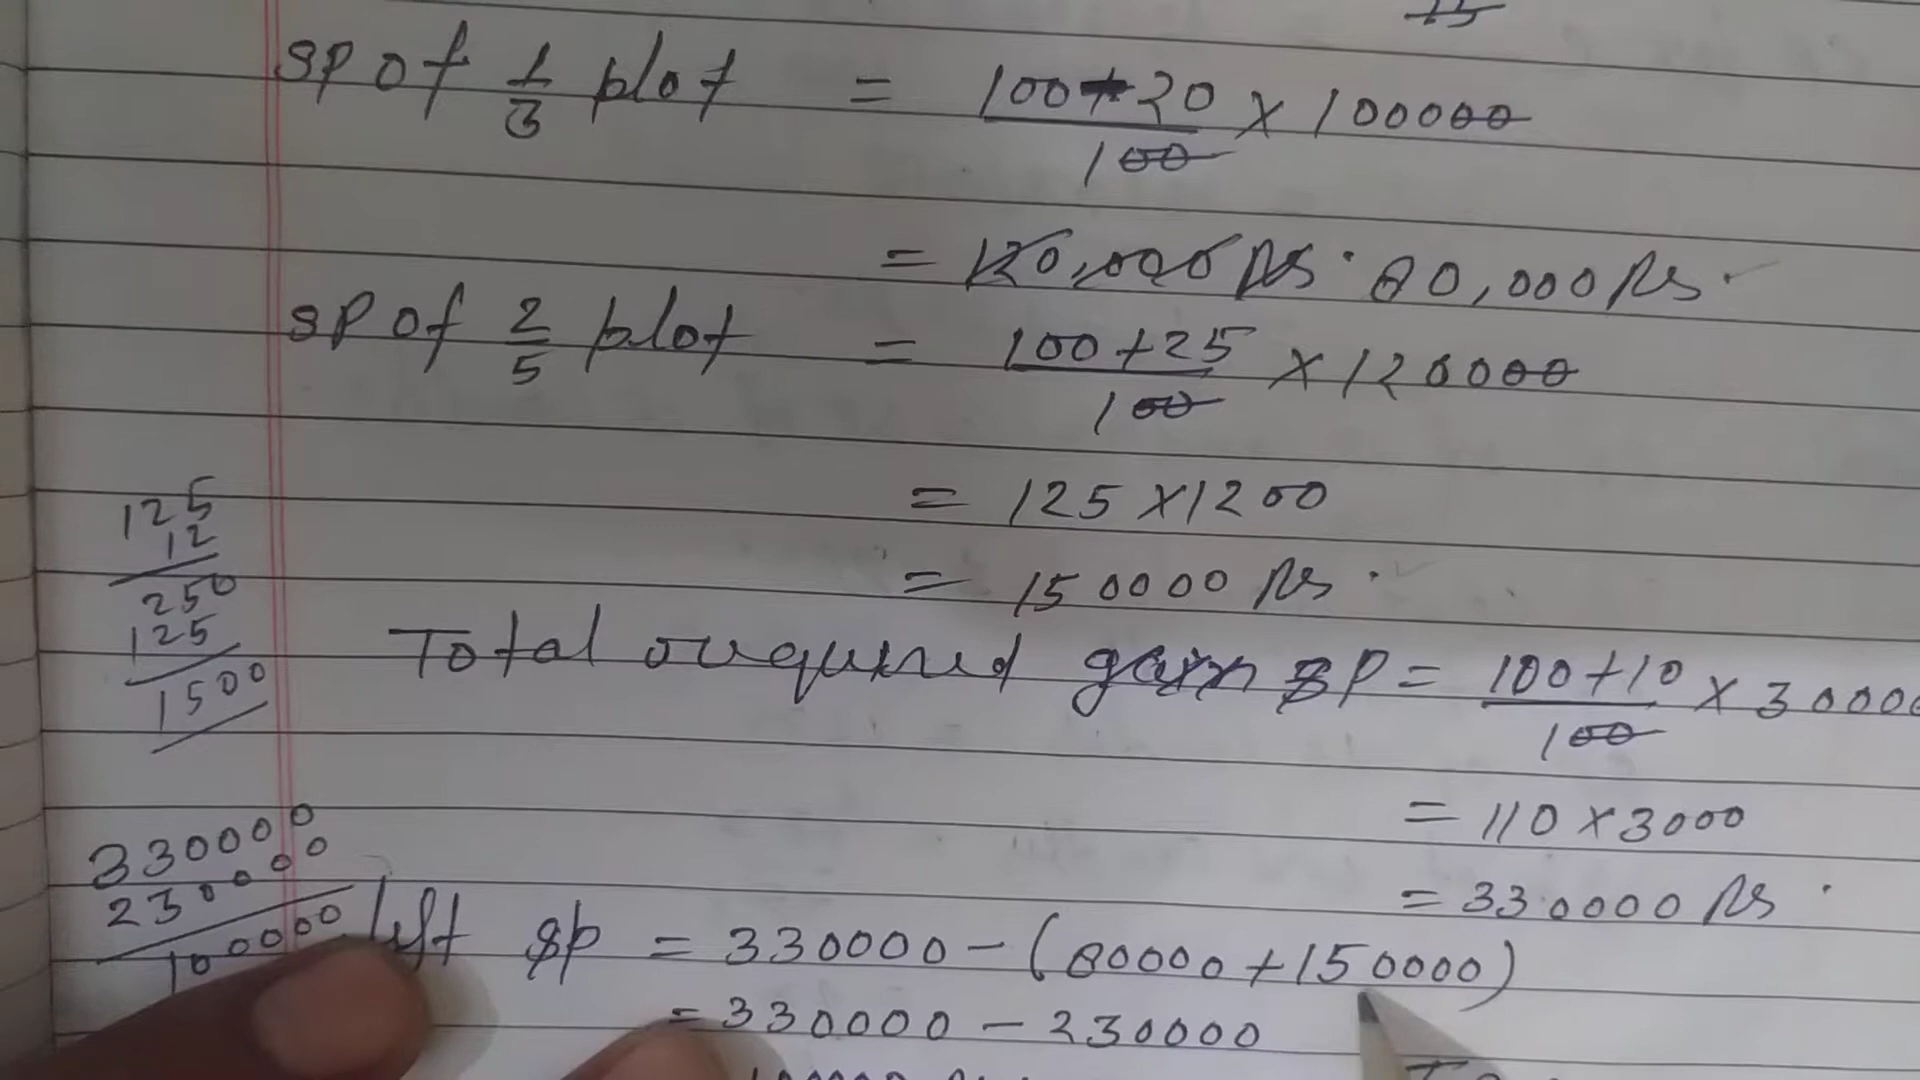 15
SP of 1/3 plot = 100-20/100 × 100000
= 120,000 Rs. 80,000 Rs.
SP of 2/5 plot = 100+25/100 × 120000
= 125 × 1200
= 150000 Rs.
125
12
250
125
1500
Total required gain SP = 100+10/100 × 30000
= 110 × 3000
= 330000 Rs.
330000
230000
100000
left SP = 330000 - (80000 + 150000)
= 330000 - 230000